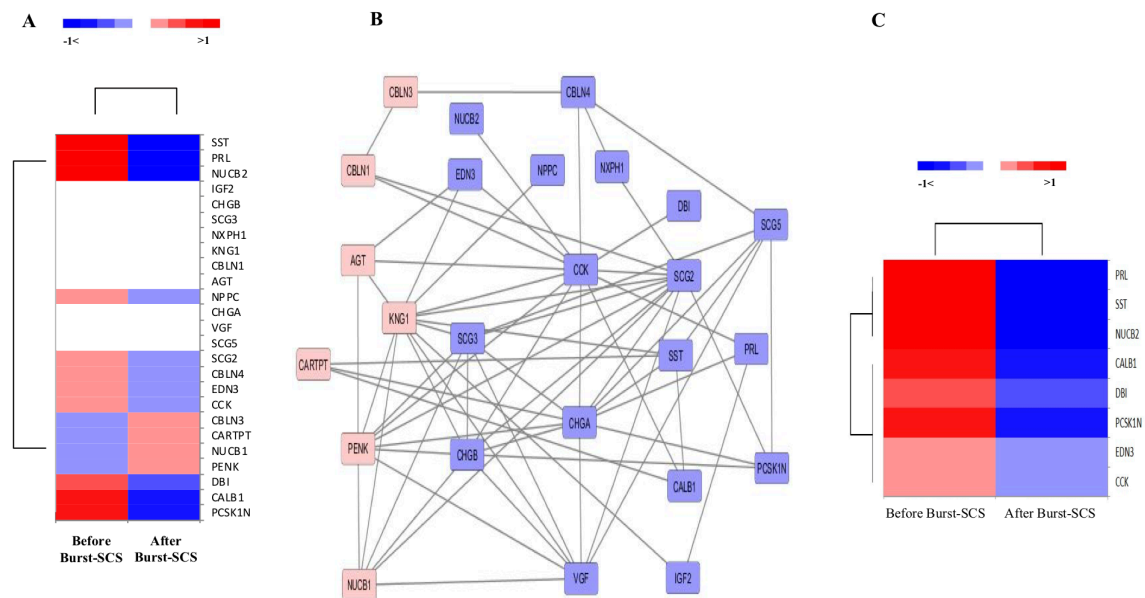 A
-1<
>1
SST
PRL
NUCB2
IGF2
CHGB
SCG3
NXPH1
KNG1
CBLN1
AGT
NPPC
CHGA
VGF
SCG5
SCG2
CBLN4
EDN3
CCK
CBLN3
CARTPT
NUCB1
PENK
DBI
CALB1
PCSK1N
Before
Burst-SCS
After
Burst-SCS
B
CBLN3
CBLN4
NUCB2
CBLN1
EDN3
NPPC
NXPH1
DBI
SCG5
AGT
CCK
SCG2
KNG1
SCG3
CARTPT
SST
PRL
CHGA
PENK
CHGB
PCSK1N
CALB1
NUCB1
VGF
IGF2
C
-1<
>1
PRL
SST
NUCB2
CALB1
DBI
PCSK1N
EDN3
CCK
Before Burst-SCS
After Burst-SCS